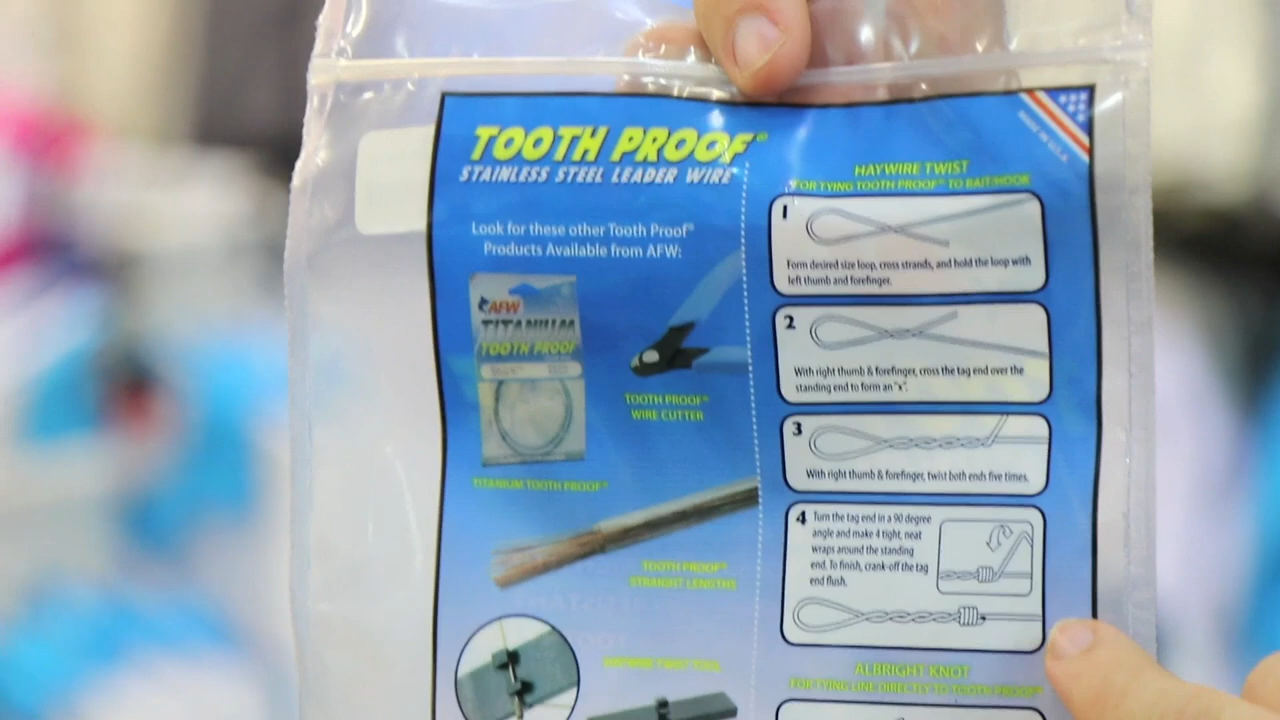 TOOTH PROOF®
STAINLESS STEEL LEADER WIRE
MADE IN U.S.A.
Look for these other Tooth Proof®
Products Available from AFW:
AFW
TITANIUM
TOOTH PROOF
TOOTH PROOF®
WIRE CUTTER
TITANIUM TOOTH PROOF®
TOOTH PROOF®
STRAIGHT LENGTHS
HAYWIRE TWIST TOOL
HAYWIRE TWIST
FOR TYING TOOTH PROOF® TO BAIT/HOOK
1
Form desired size loop, cross strands, and hold the loop with
left thumb and forefinger.
2
With right thumb & forefinger, cross the tag end over the
standing end to form an "x".
3
With right thumb & forefinger, twist both ends five times.
4 Turn the tag end in a 90 degree
angle and make 4 tight, neat
wraps around the standing
end. To finish, crank-off the tag
end flush.
ALBRIGHT KNOT
FOR TYING LINE DIRECTLY TO TOOTH PROOF®